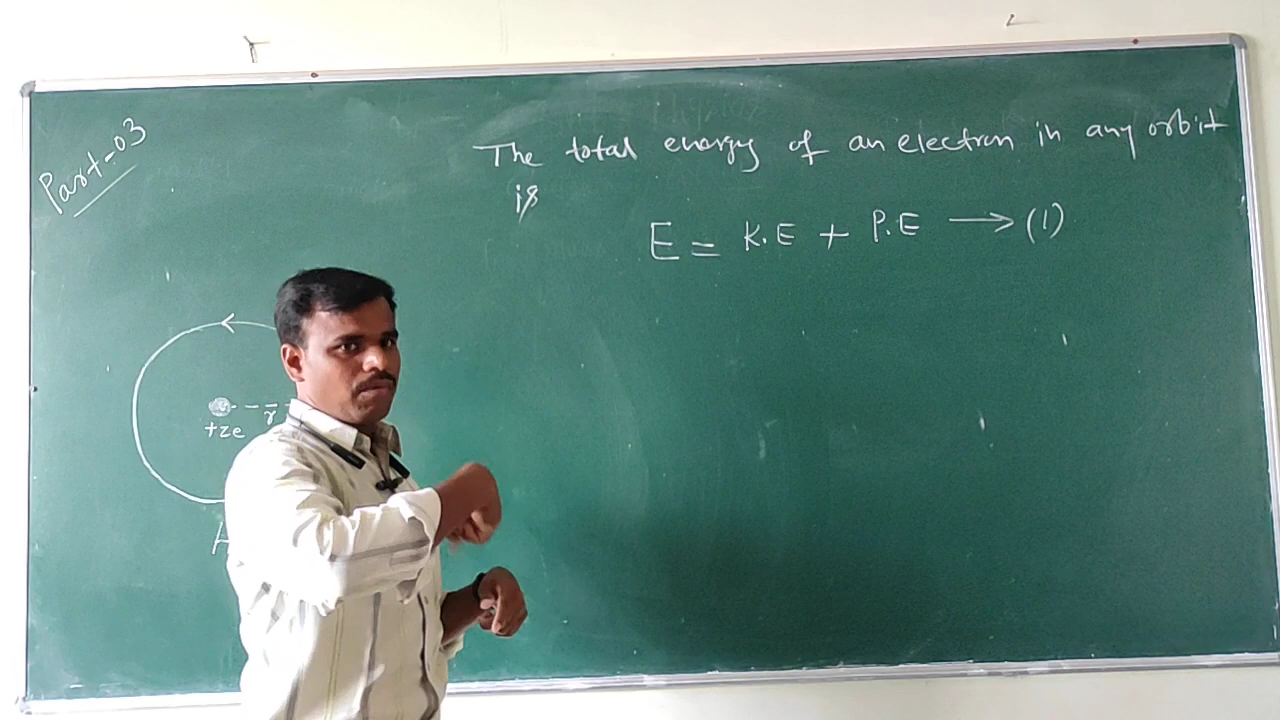 Part-03
The total energy of an electron in any orbit
is
E = K.E + P.E → (1)
r
+ze